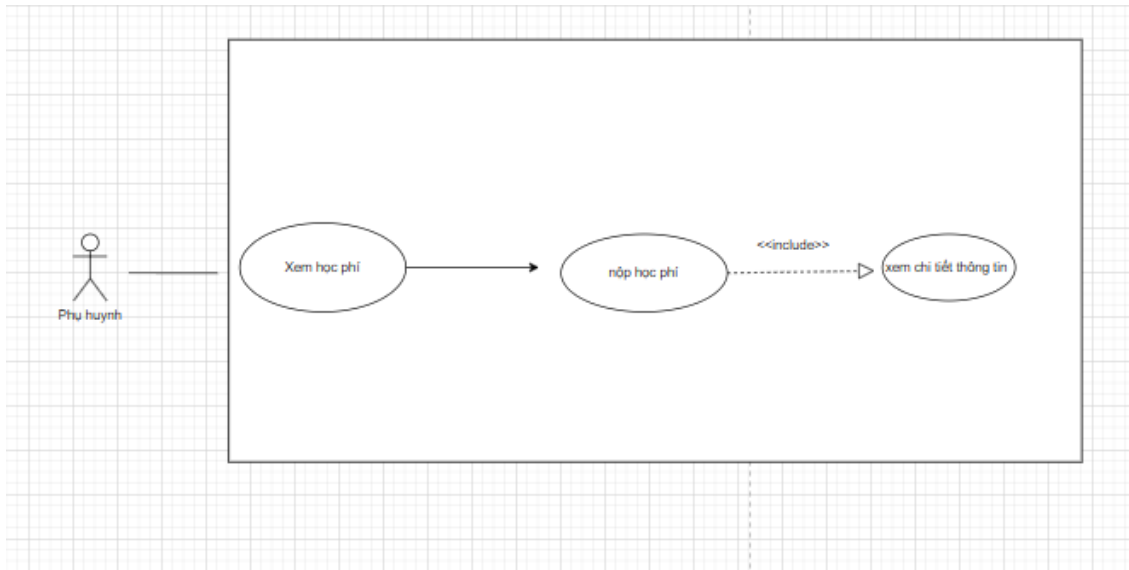 Xem học phí
nộp học phí
<<include>>
xem chi tiết thông tin
Phụ huynh